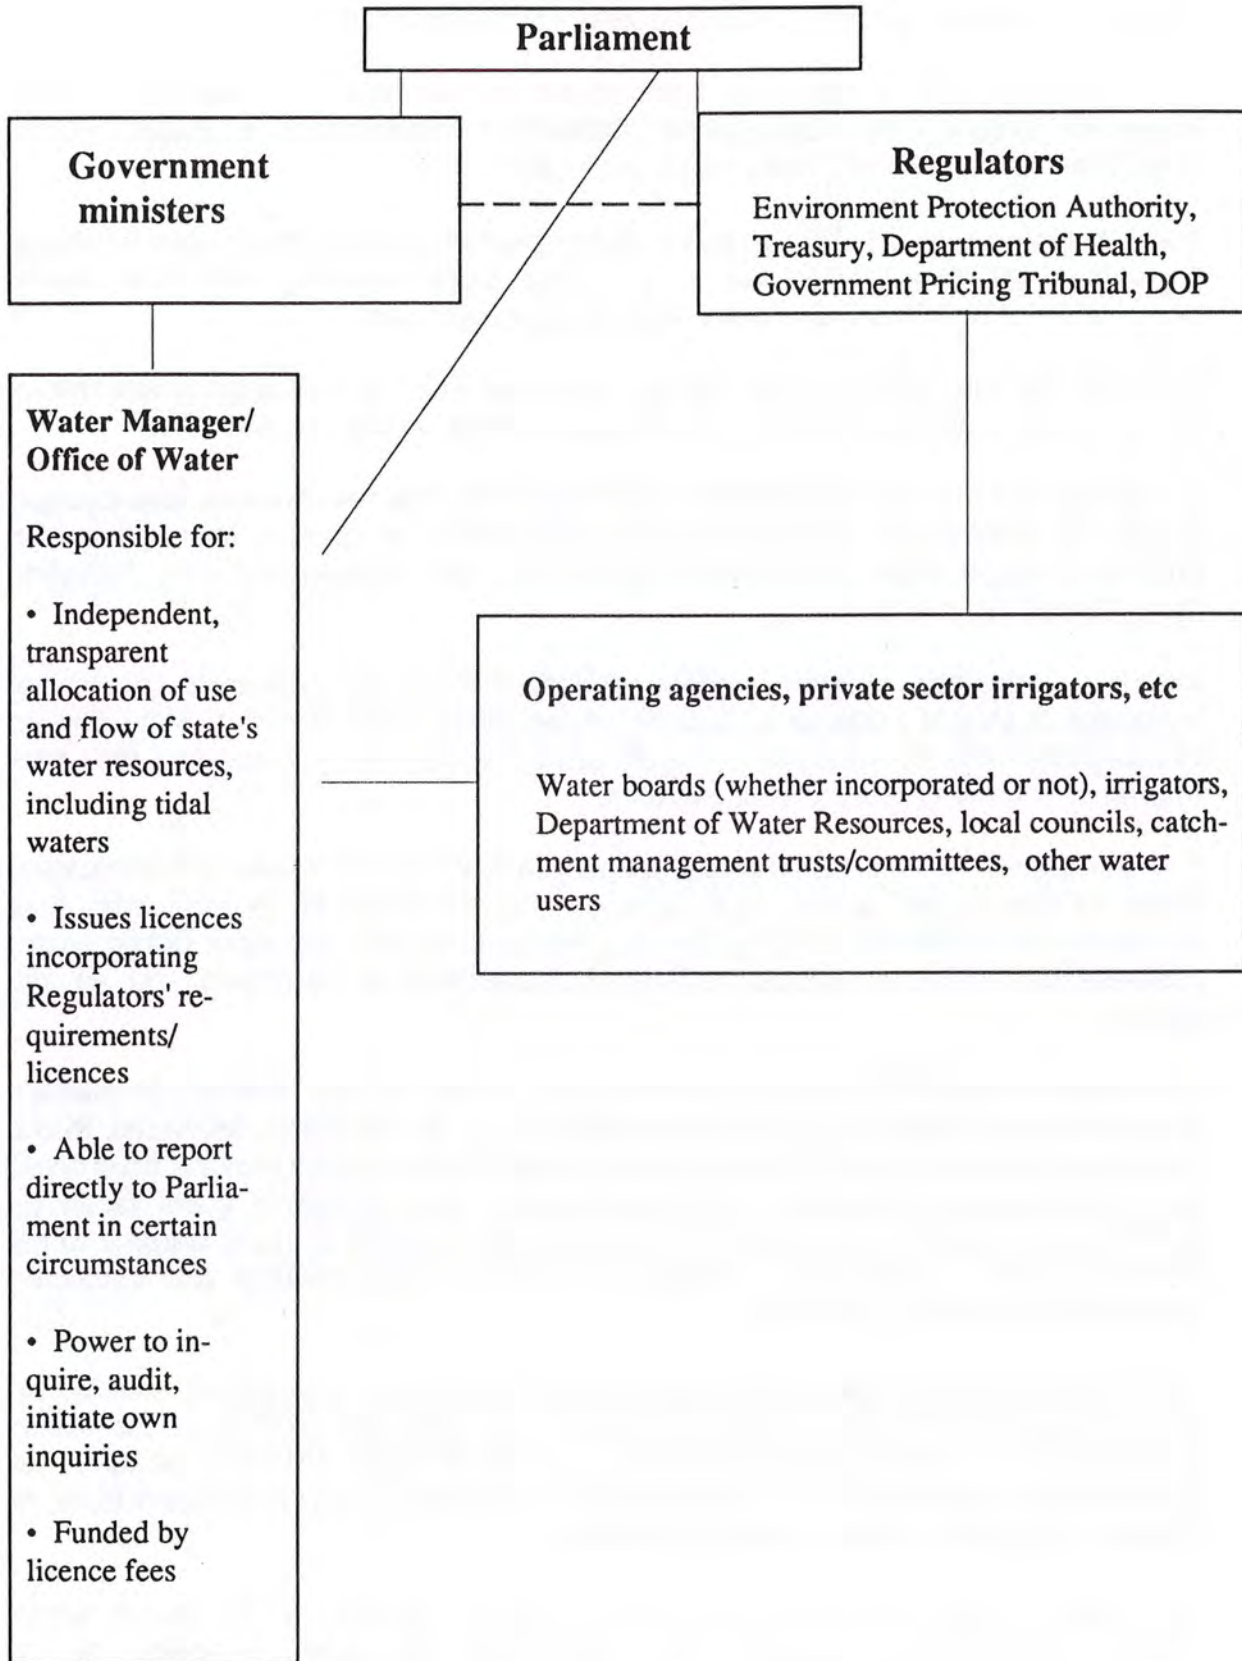 Parliament
Government
ministers
Regulators
Environment Protection Authority,
Treasury, Department of Health,
Government Pricing Tribunal, DOP
Water Manager/
Office of Water
Responsible for:
• Independent,
transparent
allocation of use
and flow of state's
water resources,
including tidal
waters
• Issues licences
incorporating
Regulators' re-
quirements/
licences
• Able to report
directly to Parlia-
ment in certain
circumstances
• Power to in-
quire, audit,
initiate own
inquiries
• Funded by
licence fees
Operating agencies, private sector irrigators, etc
Water boards (whether incorporated or not), irrigators,
Department of Water Resources, local councils, catch-
ment management trusts/committees, other water
users